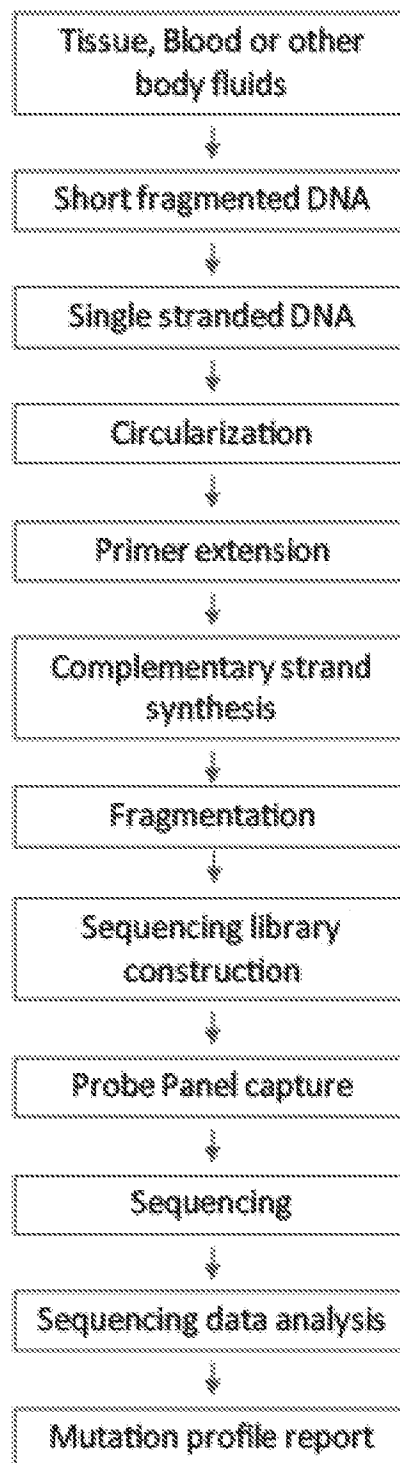 Tissue, Blood or other
body fluids
Short fragmented DNA
Single stranded DNA
Circularization
Primer extension
Complementary strand
synthesis
Fragmentation
Sequencing library
construction
Probe Panel capture
Sequencing
Sequencing data analysis
Mutation profile report